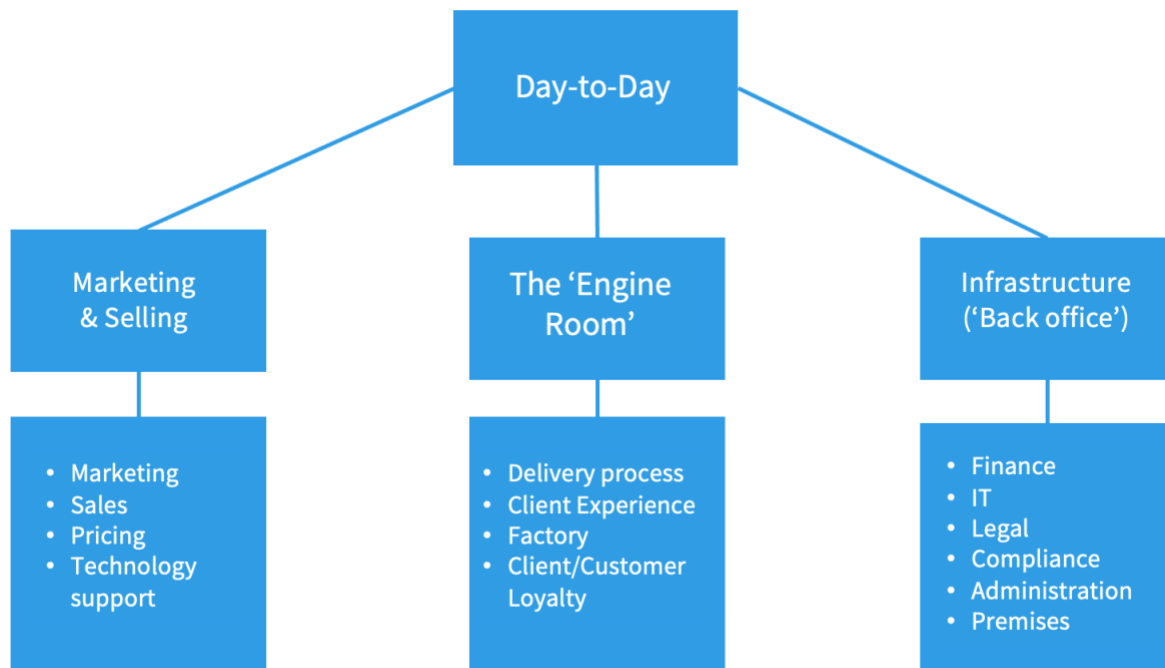 Day-to-Day
Marketing
& Selling
The ‘Engine
Room’
Infrastructure
(‘Back office’)
• Marketing
• Sales
• Pricing
• Technology
support
• Delivery process
• Client Experience
• Factory
• Client/Customer
Loyalty
• Finance
• IT
• Legal
• Compliance
• Administration
• Premises